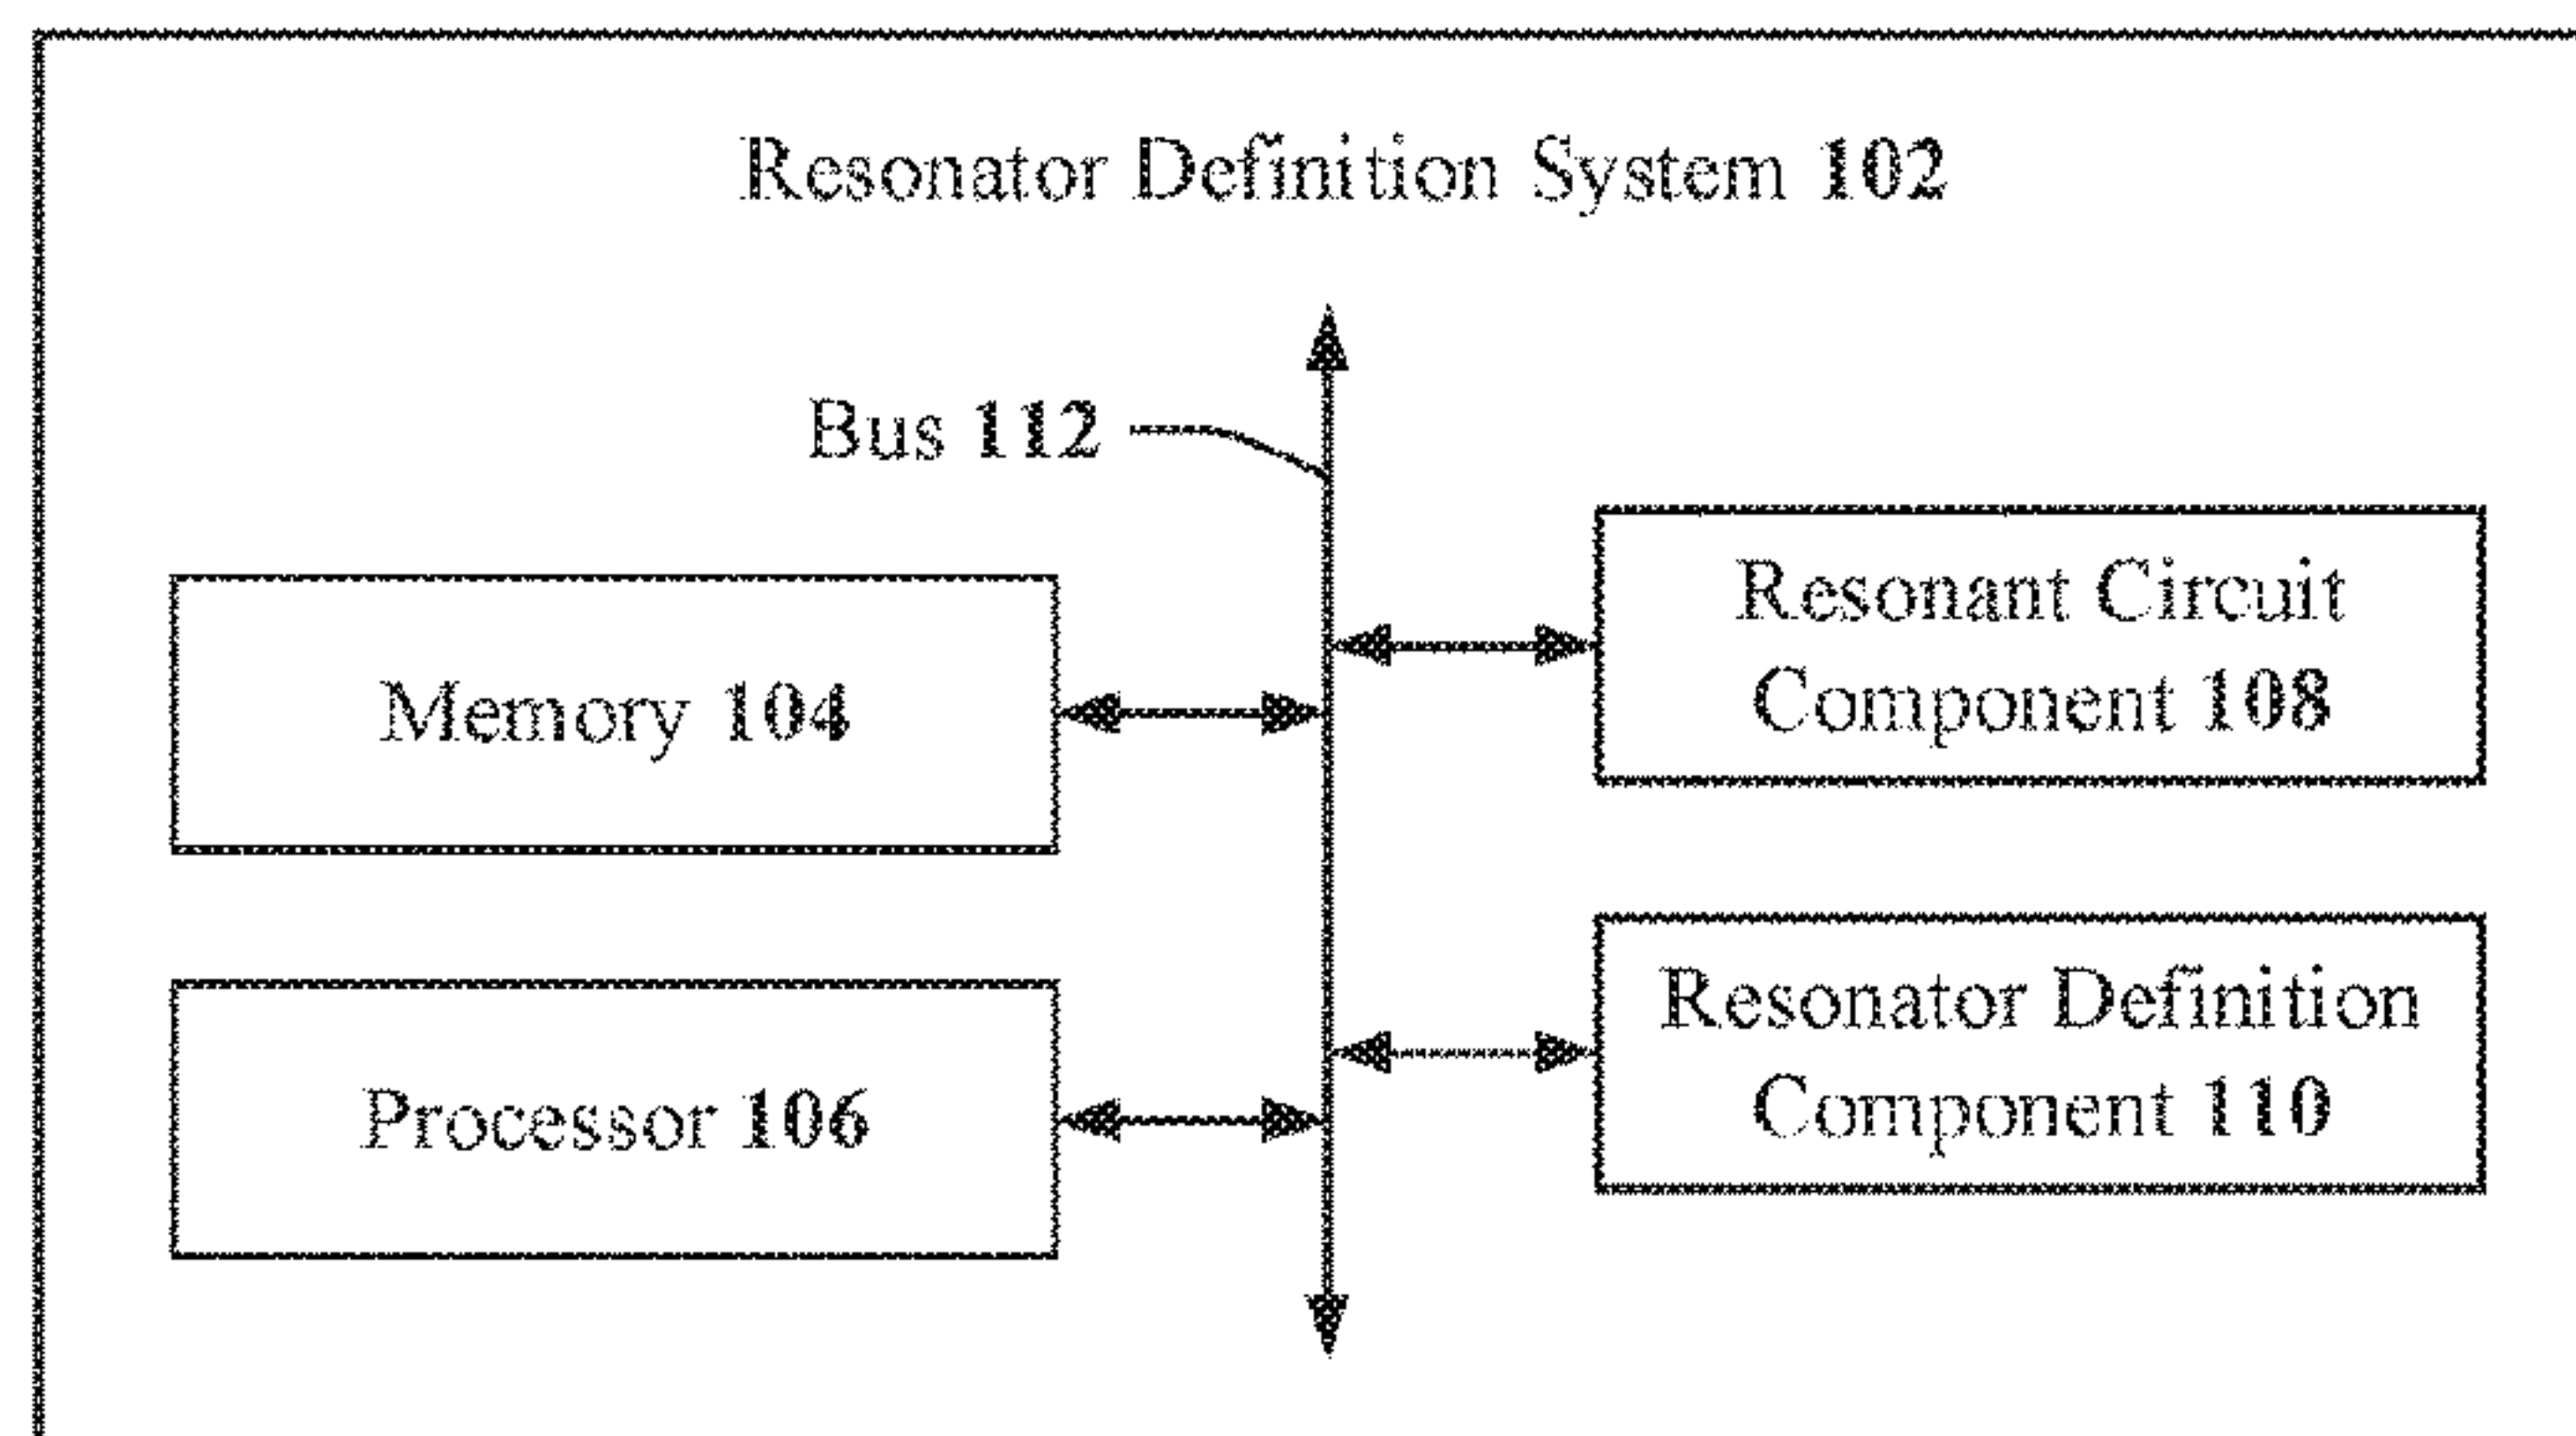 Resonator Definition System 102
Bus 112
Resonant Circuit
Component 108
Memory 104
Resonator Definition
Component 110
Processor 106